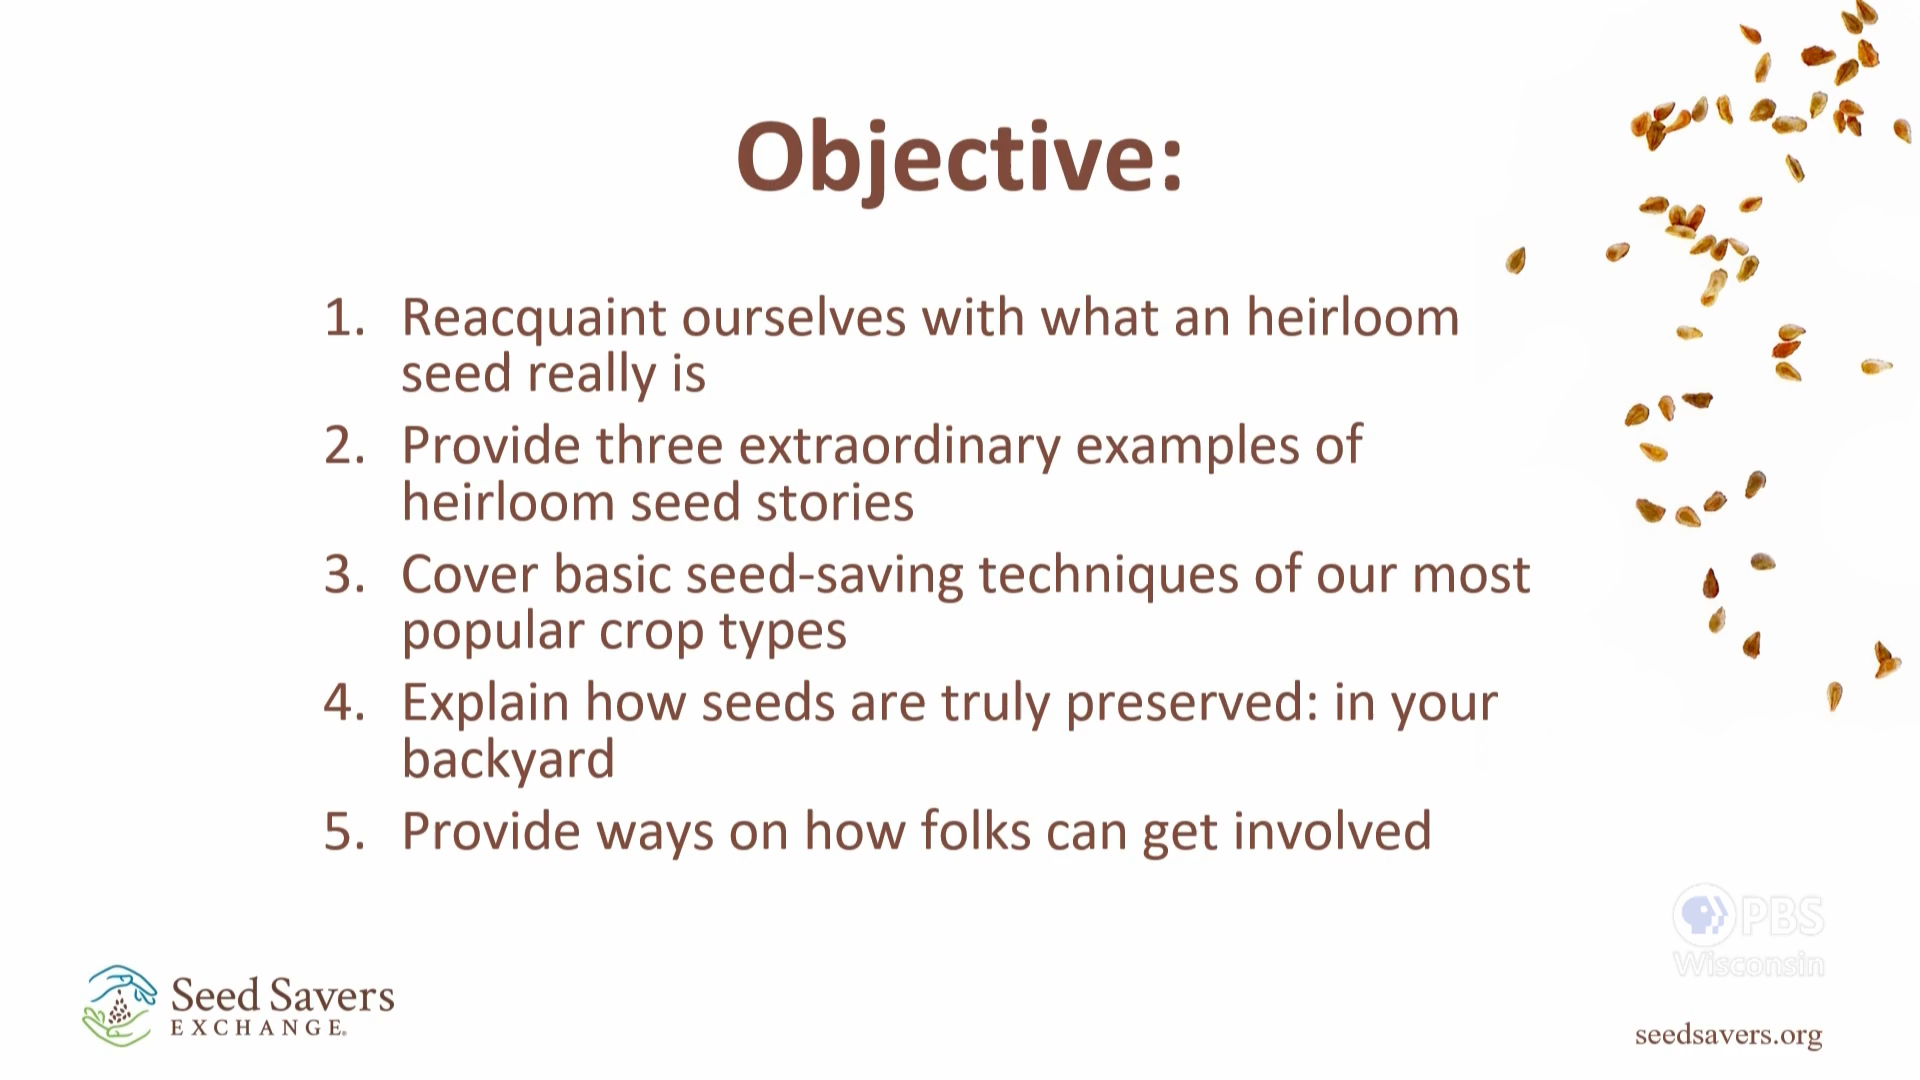 Objective:
1. Reacquaint ourselves with what an heirloom
seed really is
2. Provide three extraordinary examples of
heirloom seed stories
3. Cover basic seed-saving techniques of our most
popular crop types
4. Explain how seeds are truly preserved: in your
backyard
5. Provide ways on how folks can get involved
PBS
Wisconsin
Seed Savers
EXCHANGE®
seedsavers.org